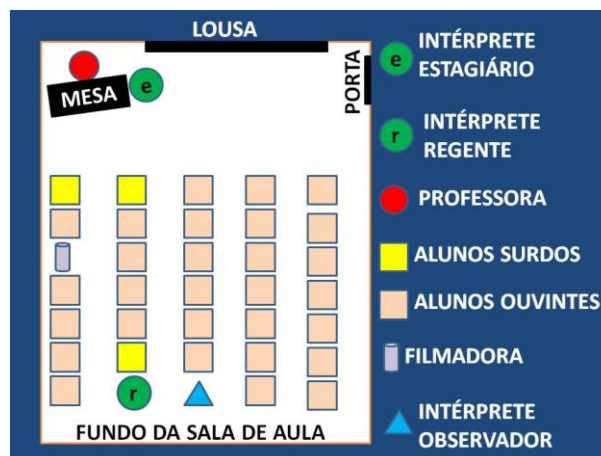 LOUSA
MESA
e
PORTA
r
FUNDO DA SALA DE AULA
e
INTÉRPRETE
ESTAGIÁRIO
r
INTÉRPRETE
REGENTE
PROFESSORA
ALUNOS SURDOS
ALUNOS OUVINTES
FILMADORA
INTÉRPRETE
OBSERVADOR